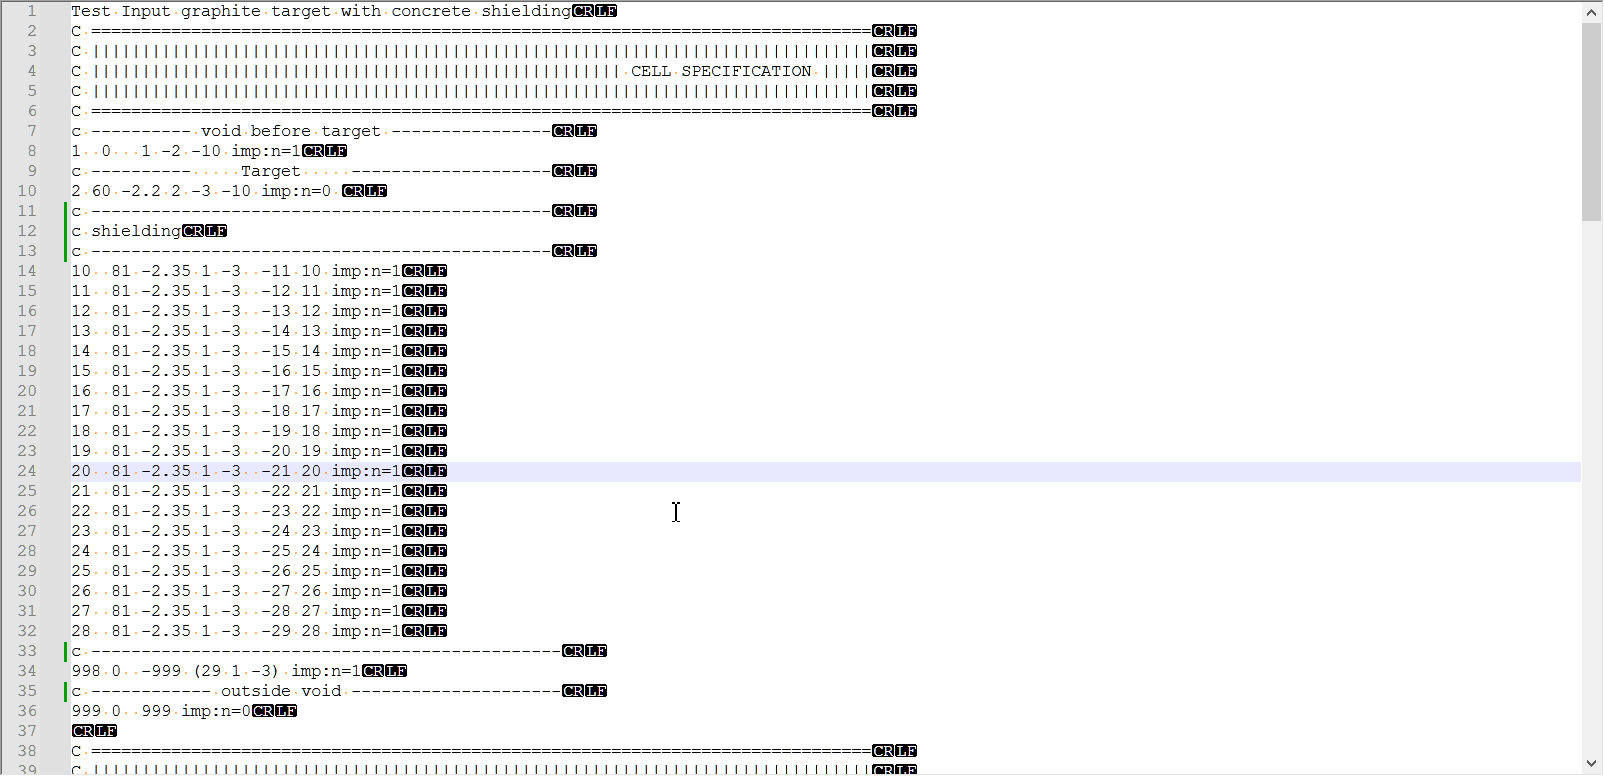 1 Test Input graphite target with concrete shieldingCRLF
2 C ==============================================================================CRLF
3 C ||||||||||||||||||||||||||||||||||||||||||||||||||||||||||||||||||||||||||||||CRLF
4 C ||||||||||||||||||||||||||||||||||||||||||||||||||||| CELL SPECIFICATION |||||CRLF
5 C ||||||||||||||||||||||||||||||||||||||||||||||||||||||||||||||||||||||||||||||CRLF
6 C ==============================================================================CRLF
7 c ---------- void before target ----------------CRLF
8 1  0   1 -2 -10 imp:n=1CRLF
9 c ----------     Target     --------------------CRLF
10 2 60 -2.2 2 -3 -10 imp:n=0 CRLF
11 c ----------------------------------------------CRLF
12 c shieldingCRLF
13 c ----------------------------------------------CRLF
14 10  81 -2.35 1 -3  -11 10 imp:n=1CRLF
15 11  81 -2.35 1 -3  -12 11 imp:n=1CRLF
16 12  81 -2.35 1 -3  -13 12 imp:n=1CRLF
17 13  81 -2.35 1 -3  -14 13 imp:n=1CRLF
18 14  81 -2.35 1 -3  -15 14 imp:n=1CRLF
19 15  81 -2.35 1 -3  -16 15 imp:n=1CRLF
20 16  81 -2.35 1 -3  -17 16 imp:n=1CRLF
21 17  81 -2.35 1 -3  -18 17 imp:n=1CRLF
22 18  81 -2.35 1 -3  -19 18 imp:n=1CRLF
23 19  81 -2.35 1 -3  -20 19 imp:n=1CRLF
24 20  81 -2.35 1 -3  -21 20 imp:n=1CRLF
25 21  81 -2.35 1 -3  -22 21 imp:n=1CRLF
26 22  81 -2.35 1 -3  -23 22 imp:n=1CRLF
27 23  81 -2.35 1 -3  -24 23 imp:n=1CRLF
28 24  81 -2.35 1 -3  -25 24 imp:n=1CRLF
29 25  81 -2.35 1 -3  -26 25 imp:n=1CRLF
30 26  81 -2.35 1 -3  -27 26 imp:n=1CRLF
31 27  81 -2.35 1 -3  -28 27 imp:n=1CRLF
32 28  81 -2.35 1 -3  -29 28 imp:n=1CRLF
33 c -----------------------------------------------CRLF
34 998 0  -999 (29 1 -3) imp:n=1CRLF
35 c ------------ outside void ---------------------CRLF
36 999 0  999 imp:n=0CRLF
37 CRLF
38 C ==============================================================================CRLF
39 C ||||||||||||||||||||||||||||||||||||||||||||||||||||||||||||||||||||||||||||||CRLF